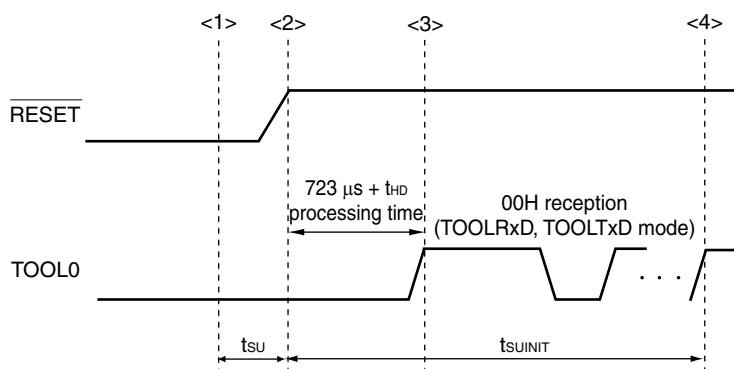 <1> <2> <3> <4>
RESET
723 μs + tHD
processing time
00H reception
(TOOLRxD, TOOLTxD mode)
TOOL0
. . .
tSU
tSUINIT